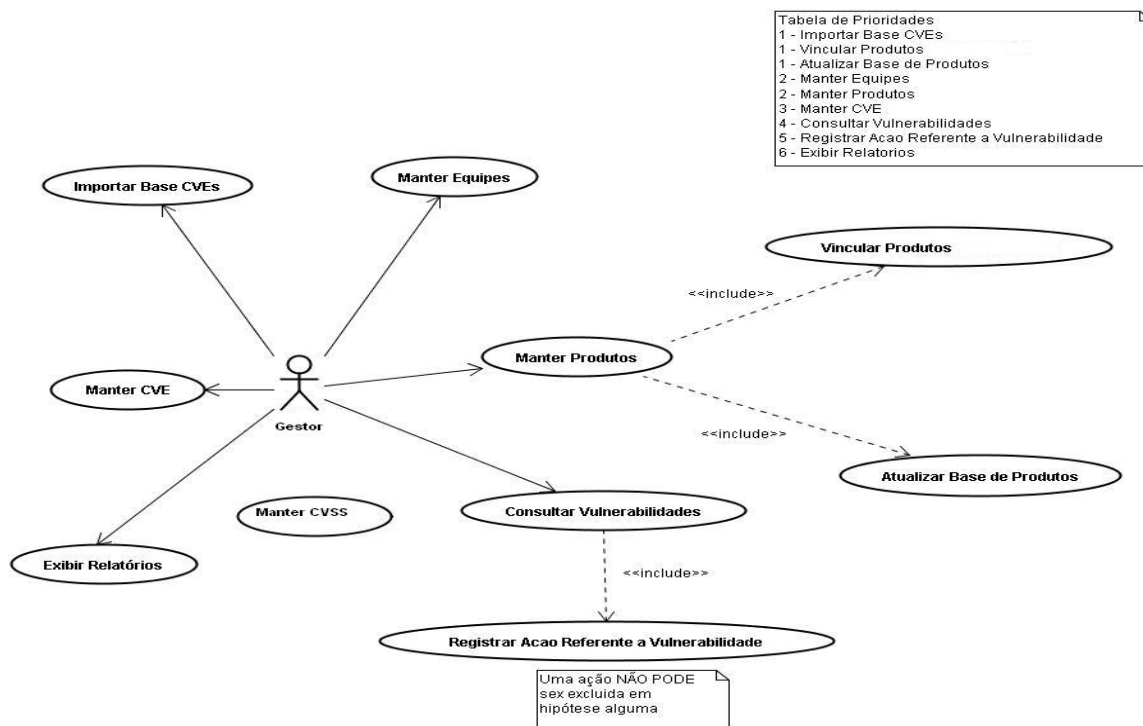 Tabela de Prioridades
1 - Importar Base CVEs
1 - Vincular Produtos
1 - Atualizar Base de Produtos
2 - Manter Equipes
2 - Manter Produtos
3 - Manter CVE
4 - Consultar Vulnerabilidades
5 - Registrar Acao Referente a Vulnerabilidade
6 - Exibir Relatorios
Importar Base CVEs
Manter Equipes
Vincular Produtos
<<include>>
Manter Produtos
Manter CVE
Gestor
<<include>>
Atualizar Base de Produtos
Manter CVSS
Consultar Vulnerabilidades
Exibir Relatórios
<<include>>
Registrar Acao Referente a Vulnerabilidade
Uma ação NÃO PODE
sex excluida em
hipótese alguma